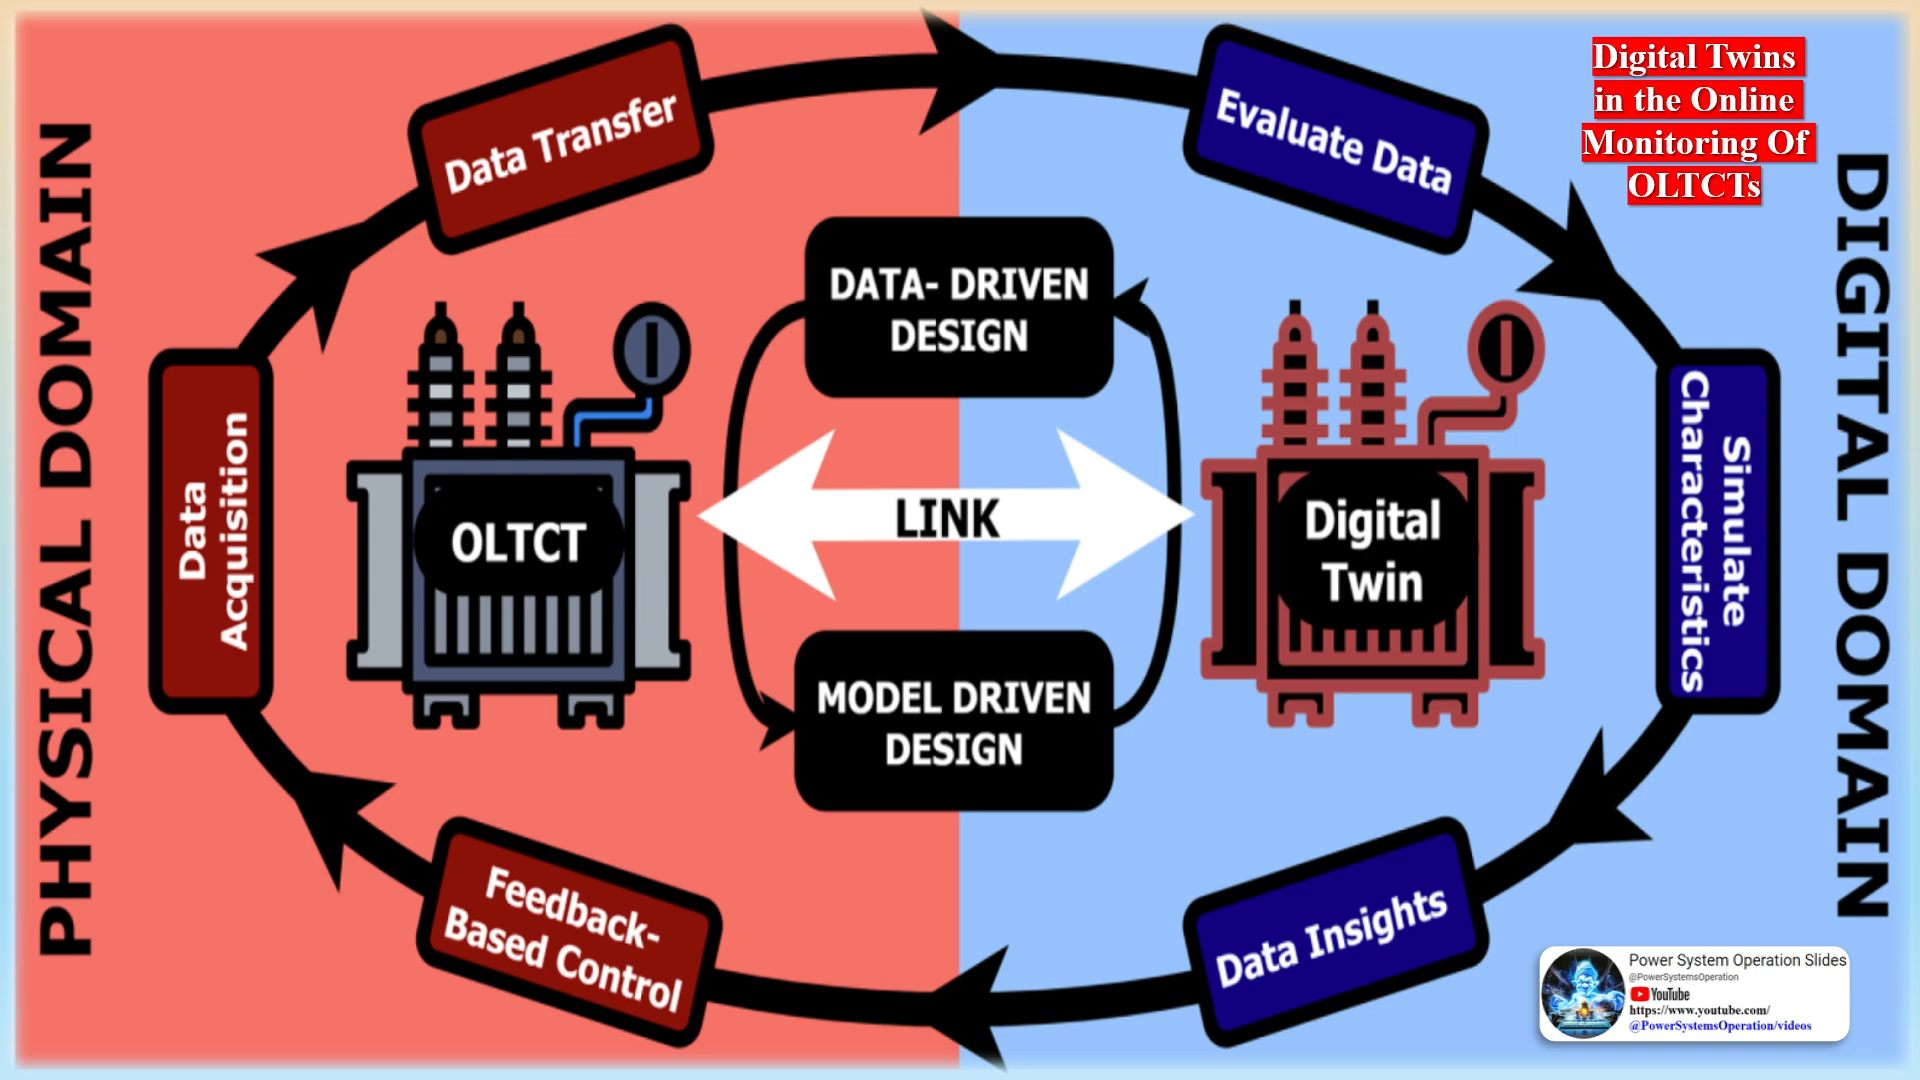 Digital Twins
in the Online
Monitoring Of
OLTCTs
PHYSICAL DOMAIN
DIGITAL DOMAIN
Data Transfer
Evaluate Data
DATA- DRIVEN
DESIGN
Data
Acquisition
OLTCT
LINK
Digital
Twin
Simulate
Characteristics
MODEL DRIVEN
DESIGN
Feedback-
Based Control
Data Insights
Power System Operation Slides
@PowerSystemsOperation
YouTube
https://www.youtube.com/
@PowerSystemsOperation/videos